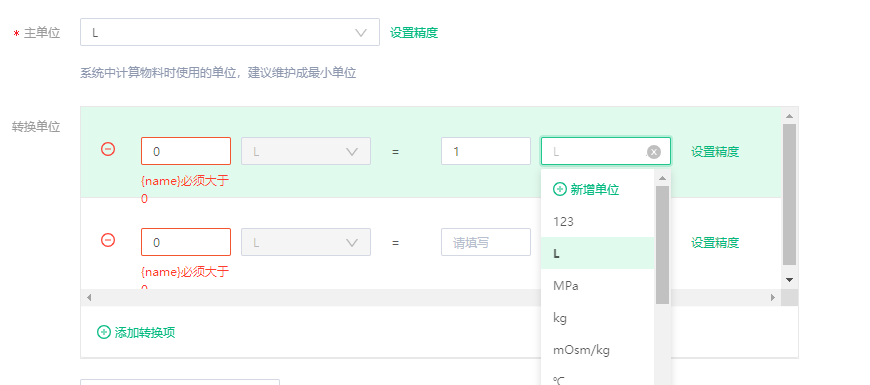 * 主单位 L 设置精度
系统中计算物料时使用的单位，建议维护成最小单位
转换单位
0 L = 1 L 设置精度
{name}必须大于
0
新增单位
123
0 L = 请填写 设置精度
L
{name}必须大于
MPa
kg
添加转换项
mOsm/kg
℃